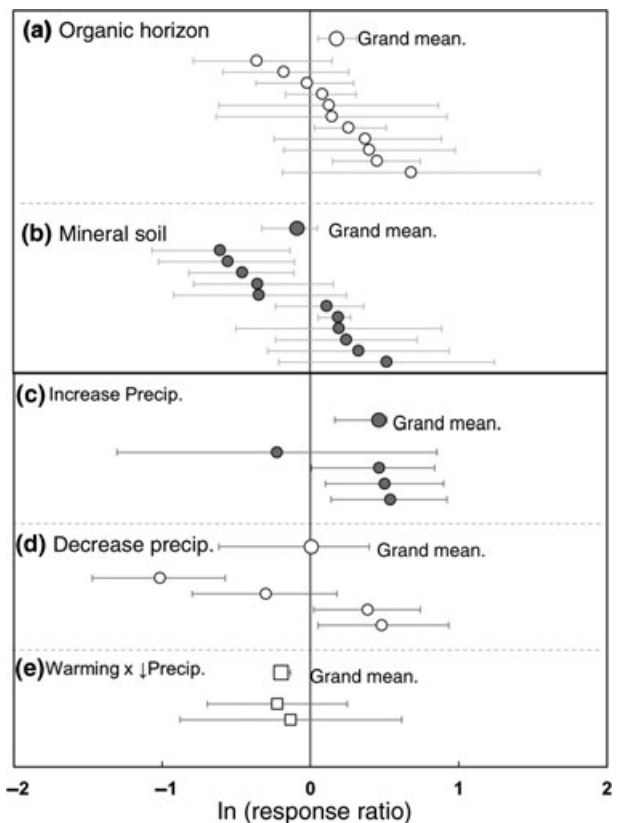 (a) Organic horizon
Grand mean.
(b) Mineral soil
Grand mean.
(c) Increase Precip.
Grand mean.
(d) Decrease precip.
Grand mean.
(e) Warming x ↓Precip.
Grand mean.
−2 −1 0 1 2
ln (response ratio)